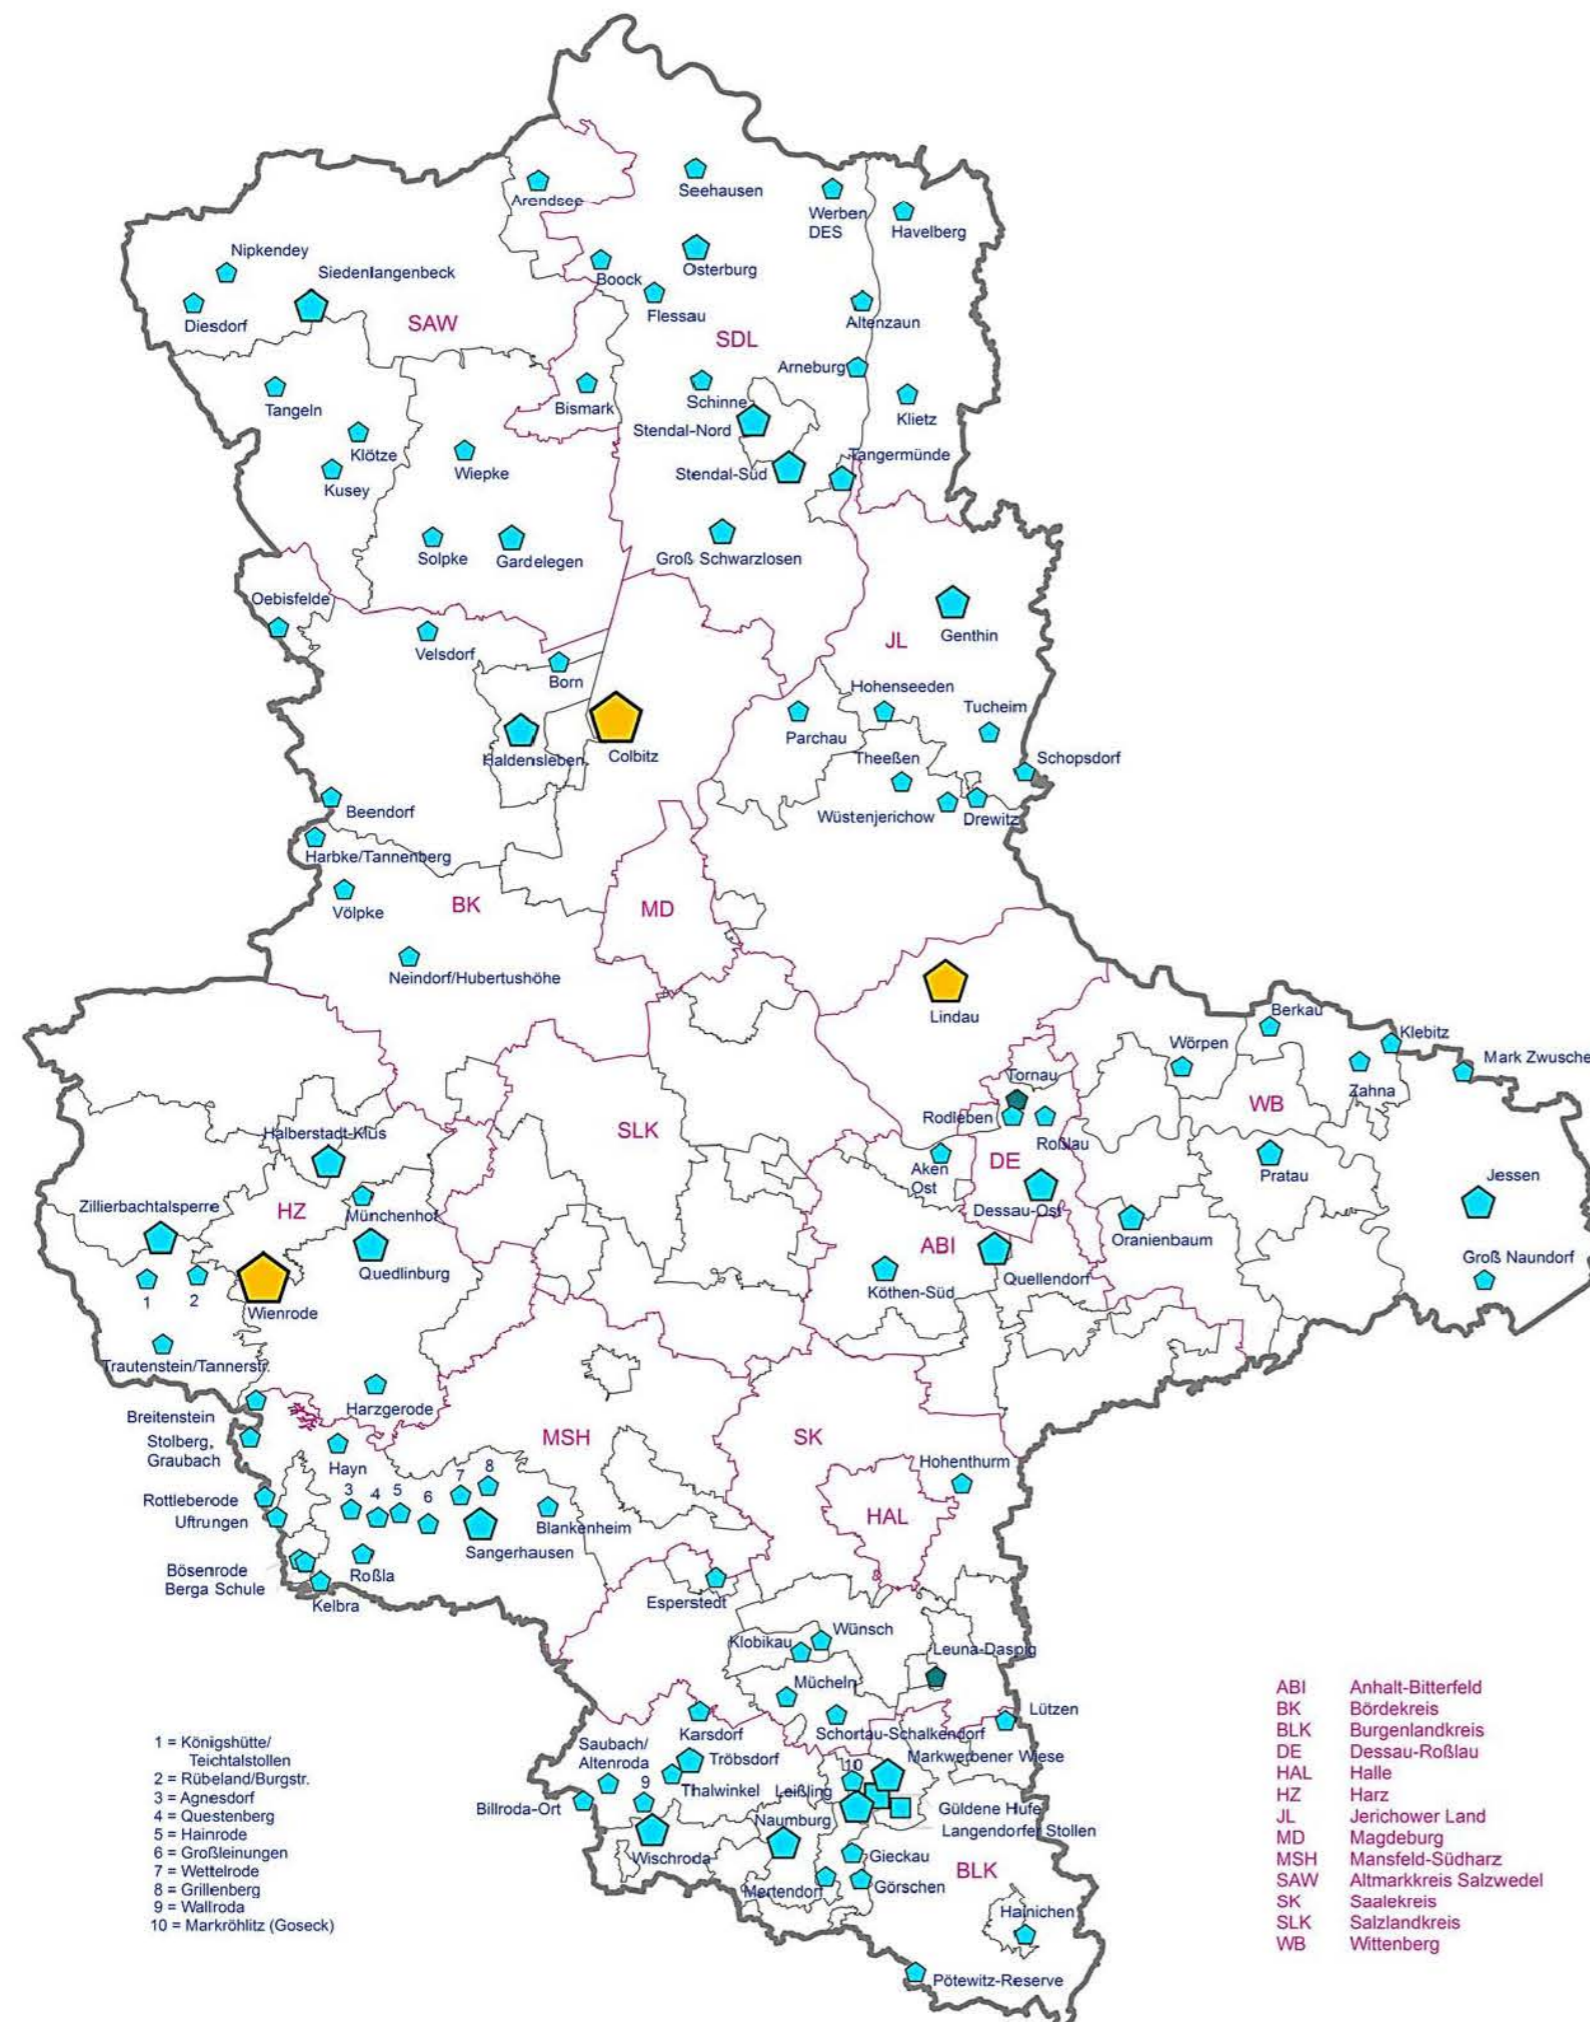 Seehausen
Arendsee
Werben
DES
Havelberg
Nipkendey
Siedenlangenbeck
Osterburg
Boock
Diesdorf
Flessau
Altenzaun
SAW
SDL
Arneburg
Tangeln
Bismark
Schinne
Klietz
Stendal-Nord
Klötze
Tangermünde
Kusey
Wiepke
Stendal-Süd
Solpke
Gardelegen
Groß Schwarzlosen
Oebisfelde
Genthin
JL
Velsdorf
Born
Hohenseeden
Tucheim
Parchau
Haldensleben
Colbitz
Theeßen
Schopsdorf
Beendorf
Wüstenjerichow
Drewitz
Harbke/Tannenberg
BK
MD
Völpke
Neindorf/Hubertushöhe
Lindau
Berkau
Klebitz
Wörpen
Mark Zwusche
Tornau
Zahna
WB
Rodleben
Halberstadt-Klus
SLK
Roßlau
Aken
Ost
DE
Pratau
Jessen
Zillierbachtalsperre
HZ
Münchenhof
Dessau-Ost
Oranienbaum
ABI
Groß Naundorf
Quedlinburg
Quellendorf
Köthen-Süd
1
2
Wienrode
Trautenstein/Tannerstr.
Harzgerode
Breitenstein
Stolberg,
Graubach
MSH
SK
Hayn
Hohenthurm
Rottleberode
3
4
5
6
7
8
Uftrungen
HAL
Blankenheim
Sangerhausen
Bösenrode
Berga Schule
Roßla
Kelbra
Esperstedt
Klobikau
Wünsch
Leuna-Daspig
Mücheln
Lützen
Karsdorf
Schortau-Schalkendorf
Saubach/
Altenroda
Tröbsdorf
Markwerbener Wiese
10
9
Thalwinkel
Leißling
Billroda-Ort
Güldene Hufe
Naumburg
Langendorfer Stollen
Wischroda
Gieckau
BLK
Mertendorf
Görschen
Hainichen
Pötewitz-Reserve
1 = Königshütte/
Teichtalstollen
2 = Rübeland/Burgstr.
3 = Agnesdorf
4 = Questenberg
5 = Hainrode
6 = Großleinungen
7 = Wettelrode
8 = Grillenberg
9 = Wallroda
10 = Markröhlitz (Goseck)
ABI Anhalt-Bitterfeld
BK Bördekreis
BLK Burgenlandkreis
DE Dessau-Roßlau
HAL Halle
HZ Harz
JL Jerichower Land
MD Magdeburg
MSH Mansfeld-Südharz
SAW Altmarkkreis Salzwedel
SK Saalekreis
SLK Salzlandkreis
WB Wittenberg